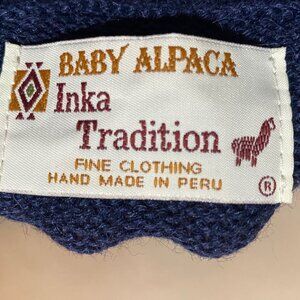 BABY ALPACA
Inka
Tradition
FINE CLOTHING
HAND MADE IN PERU
®